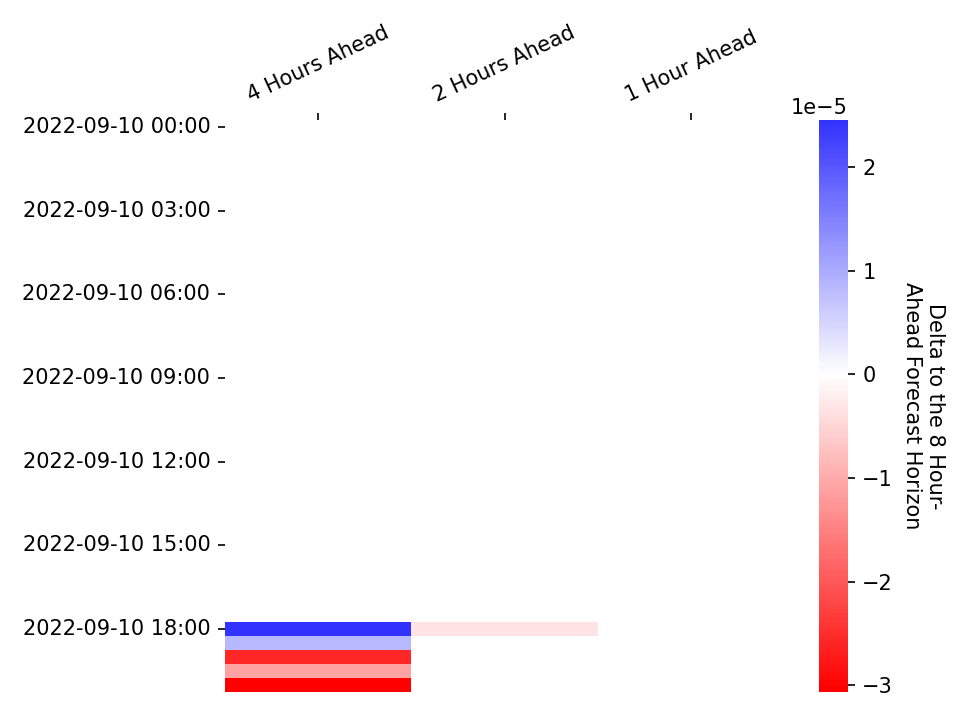 4 Hours Ahead
2 Hours Ahead
1 Hour Ahead
2022-09-10 00:00
2022-09-10 03:00
2022-09-10 06:00
2022-09-10 09:00
2022-09-10 12:00
2022-09-10 15:00
2022-09-10 18:00
1e−5
2
1
0
−1
−2
−3
Delta to the 8 Hour-
Ahead Forecast Horizon